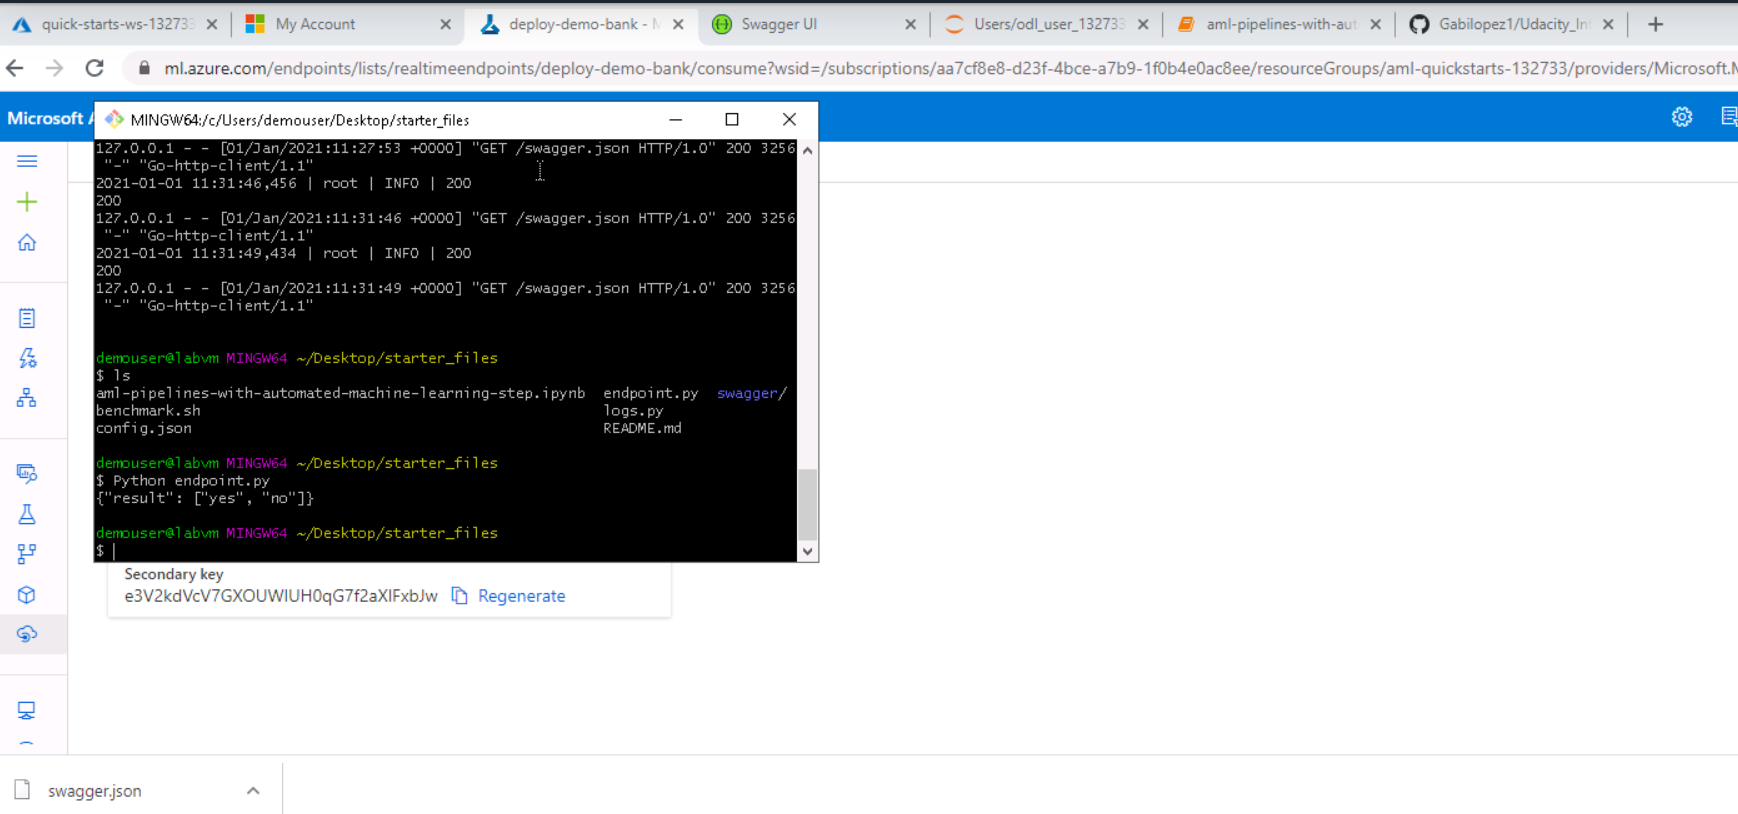 quick-starts-ws-132733
My Account
deploy-demo-bank - M
Swagger UI
Users/odl_user_132733
aml-pipelines-with-aut
Gabilopez1/Udacity_Int
ml.azure.com/endpoints/lists/realtimeendpoints/deploy-demo-bank/consume?wsid=/subscriptions/aa7cf8e8-d23f-4bce-a7b9-1f0b4e0ac8ee/resourceGroups/aml-quickstarts-132733/providers/Microsoft.M
Microsoft A
MINGW64:/c/Users/demouser/Desktop/starter_files
127.0.0.1 - - [01/Jan/2021:11:27:53 +0000] "GET /swagger.json HTTP/1.0" 200 3256
"-" "Go-http-client/1.1"
2021-01-01 11:31:46,456 | root | INFO | 200
200
127.0.0.1 - - [01/Jan/2021:11:31:46 +0000] "GET /swagger.json HTTP/1.0" 200 3256
"-" "Go-http-client/1.1"
2021-01-01 11:31:49,434 | root | INFO | 200
200
127.0.0.1 - - [01/Jan/2021:11:31:49 +0000] "GET /swagger.json HTTP/1.0" 200 3256
"-" "Go-http-client/1.1"
demouser@labvm MINGW64 ~/Desktop/starter_files
$ ls
aml-pipelines-with-automated-machine-learning-step.ipynb endpoint.py swagger/
benchmark.sh logs.py
config.json README.md
demouser@labvm MINGW64 ~/Desktop/starter_files
$ Python endpoint.py
{"result": ["yes", "no"]}
demouser@labvm MINGW64 ~/Desktop/starter_files
$
Secondary key
e3V2kdVcV7GXOUWIUH0qG7f2aXIFxbJw Regenerate
swagger.json